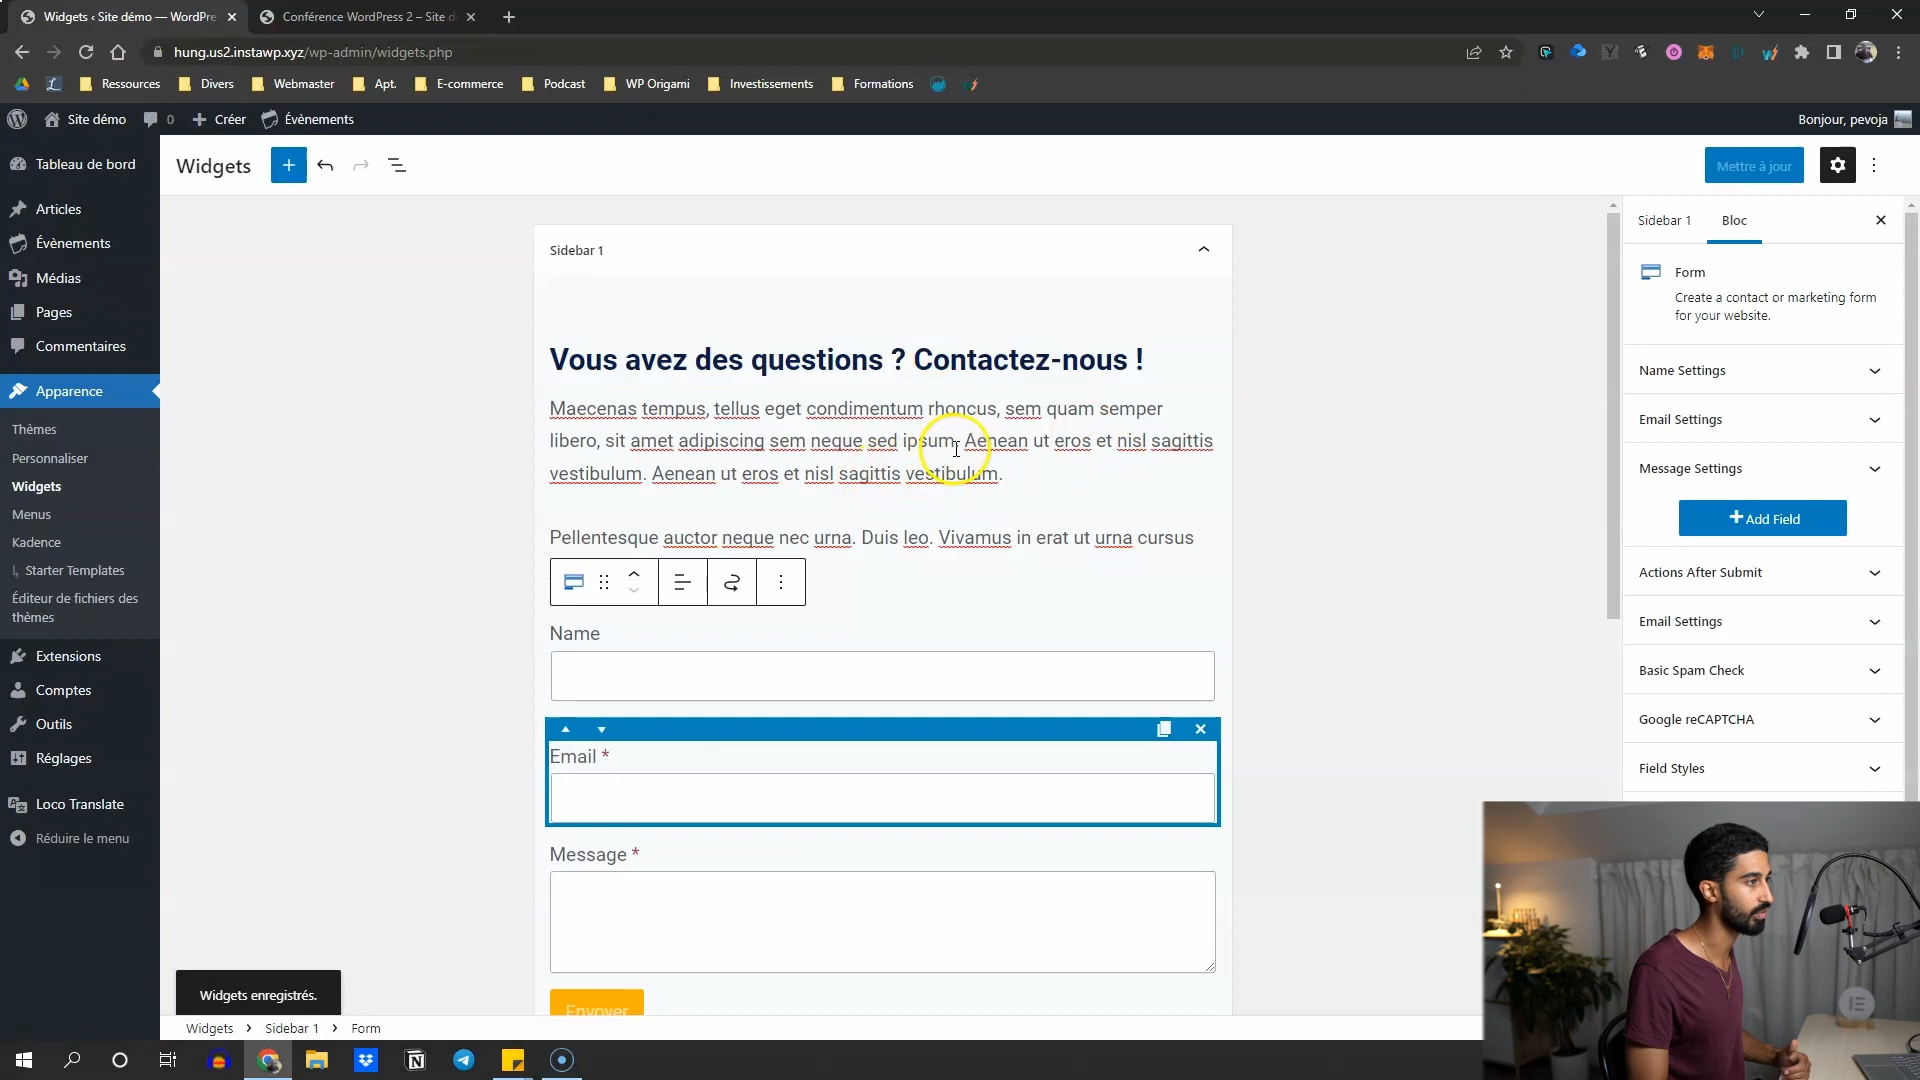 Widgets ‹ Site démo — WordPre
Conférence WordPress 2 – Site d
hung.us2.instawp.xyz/wp-admin/widgets.php
Ressources
Divers
Webmaster
Apt.
E-commerce
Podcast
WP Origami
Investissements
Formations
Site démo
0
Créer
Évènements
Bonjour, pevoja
Tableau de bord
Articles
Évènements
Médias
Pages
Commentaires
Apparence
Thèmes
Personnaliser
Widgets
Menus
Kadence
Starter Templates
Éditeur de fichiers des
thèmes
Extensions
Comptes
Outils
Réglages
Loco Translate
Réduire le menu
Widgets
Mettre à jour
Sidebar 1
Vous avez des questions ? Contactez-nous !
Maecenas tempus, tellus eget condimentum rhoncus, sem quam semper
libero, sit amet adipiscing sem neque sed ipsum. Aenean ut eros et nisl sagittis
vestibulum. Aenean ut eros et nisl sagittis vestibulum.
Pellentesque auctor neque nec urna. Duis leo. Vivamus in erat ut urna cursus
Name
Email *
Message *
Envoyer
Widgets enregistrés.
Widgets > Sidebar 1 > Form
Sidebar 1
Bloc
Form
Create a contact or marketing form
for your website.
Name Settings
Email Settings
Message Settings
Add Field
Actions After Submit
Email Settings
Basic Spam Check
Google reCAPTCHA
Field Styles